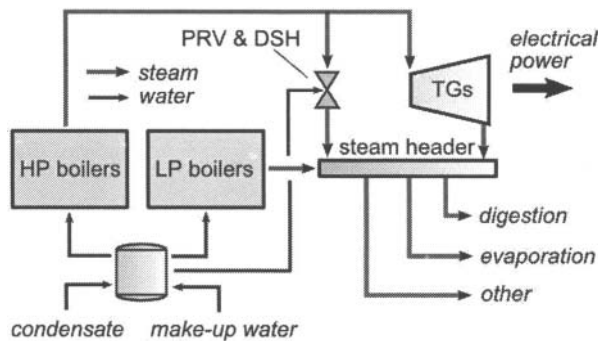 PRV & DSH
electrical
power
steam
water
TGs
steam header
HP boilers
LP boilers
digestion
evaporation
other
condensate
make-up water